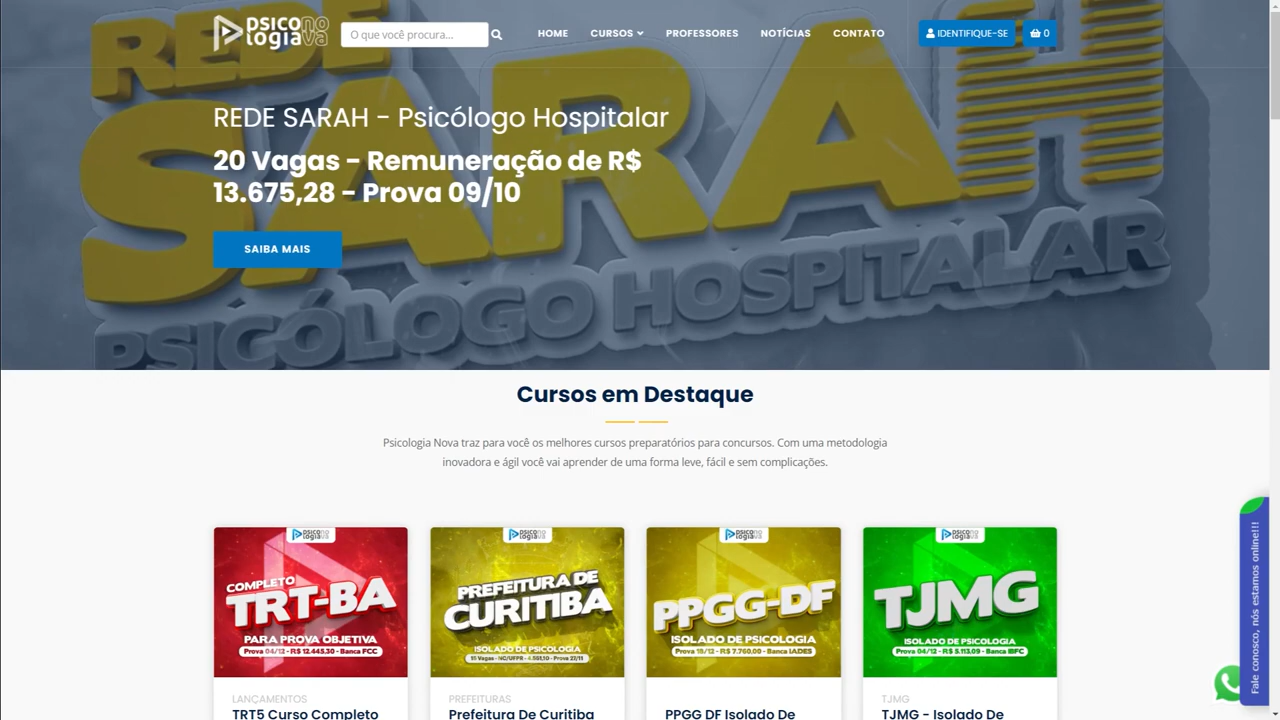 PSICO
NO
logia
va
O que você procura...
HOME
CURSOS
PROFESSORES
NOTÍCIAS
CONTATO
IDENTIFIQUE-SE
0
REDE
SARAH
PSICÓLOGO HOSPITALAR
REDE SARAH - Psicólogo Hospitalar
20 Vagas - Remuneração de R$
13.675,28 - Prova 09/10
SAIBA MAIS
Cursos em Destaque
Psicologia Nova traz para você os melhores cursos preparatórios para concursos. Com uma metodologia
inovadora e ágil você vai aprender de uma forma leve, fácil e sem complicações.
COMPLETO
TRT-BA
PARA PROVA OBJETIVA
Prova 04/12 - R$ 12.445,30 - Banca FCC
LANÇAMENTOS
TRT5 Curso Completo
PREFEITURA DE
CURITIBA
ISOLADO DE PSICOLOGIA
PREFEITURAS
Prefeitura De Curitiba
PPGG-DF
ISOLADO DE PSICOLOGIA
Prova 18/12 - R$ 7.760,00 - Banca IADES
PPGG DF Isolado De
TJMG
ISOLADO DE PSICOLOGIA
Prova 04/12 - R$ 5.113,09 - Banca IBFC
TJMG
TJMG - Isolado De
Fale conosco, nós estamos online!!!